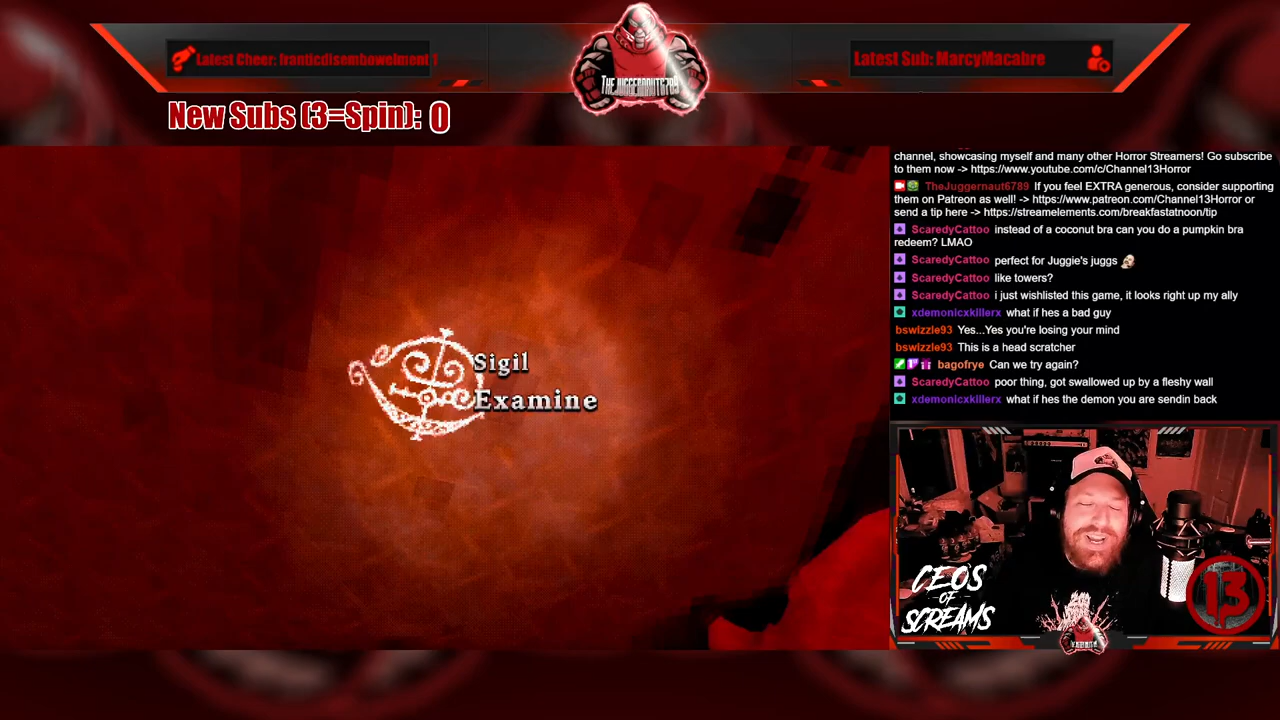 Latest Cheer: franticdisembowelment 1
THEJUGGERNAUT6789
Latest Sub: MarcyMacabre
New Subs (3=Spin): 0
channel, showcasing myself and many other Horror Streamers! Go subscribe
to them now -> https://www.youtube.com/c/Channel13Horror
TheJuggernaut6789 If you feel EXTRA generous, consider supporting
them on Patreon as well! -> https://www.patreon.com/Channel13Horror or
send a tip here -> https://streamelements.com/breakfastatnoon/tip
ScaredyCattoo instead of a coconut bra can you do a pumpkin bra
redeem? LMAO
ScaredyCattoo perfect for Juggie's juggs
ScaredyCattoo like towers?
ScaredyCattoo i just wishlisted this game, it looks right up my ally
xdemonicxkillerx what if hes a bad guy
bswizzle93 Yes...Yes you're losing your mind
bswizzle93 This is a head scratcher
bagofrye Can we try again?
ScaredyCattoo poor thing, got swallowed up by a fleshy wall
xdemonicxkillerx what if hes the demon you are sendin back
Sigil
Examine
CEOS
OF
SCREAMS
13